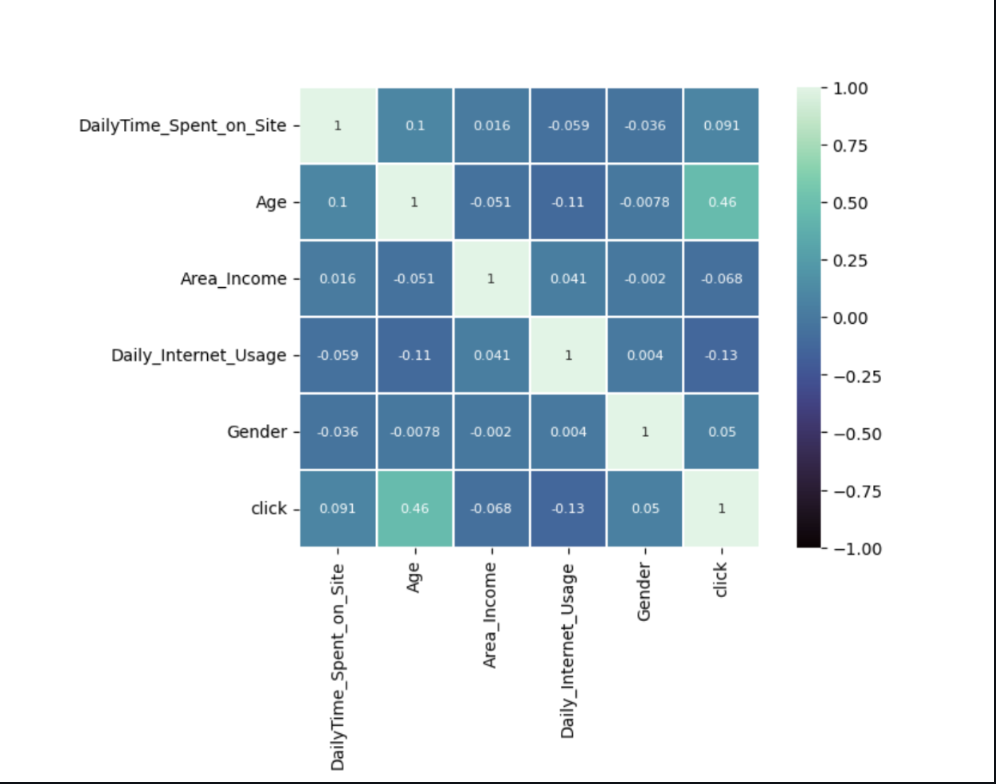 DailyTime_Spent_on_Site 1 0.1 0.016 -0.059 -0.036 0.091
Age 0.1 1 -0.051 -0.11 -0.0078 0.46
Area_Income 0.016 -0.051 1 0.041 -0.002 -0.068
Daily_Internet_Usage -0.059 -0.11 0.041 1 0.004 -0.13
Gender -0.036 -0.0078 -0.002 0.004 1 0.05
click 0.091 0.46 -0.068 -0.13 0.05 1
DailyTime_Spent_on_Site
Age
Area_Income
Daily_Internet_Usage
Gender
click
1.00
0.75
0.50
0.25
0.00
−0.25
−0.50
−0.75
−1.00